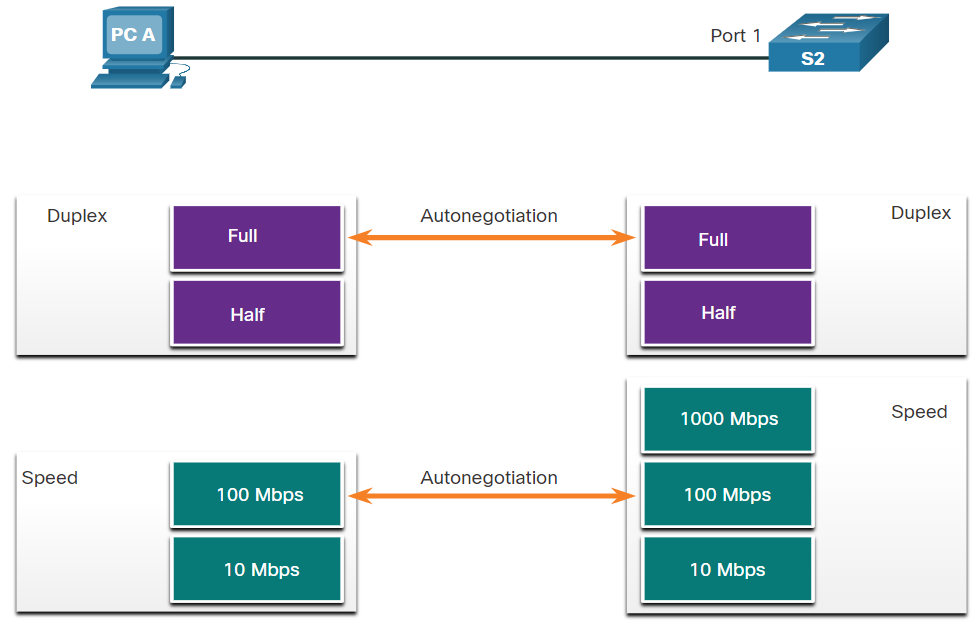 PC A
Port 1
S2
Duplex
Full
Half
Autonegotiation
Full
Half
Duplex
Speed
100 Mbps
10 Mbps
Autonegotiation
1000 Mbps
100 Mbps
10 Mbps
Speed